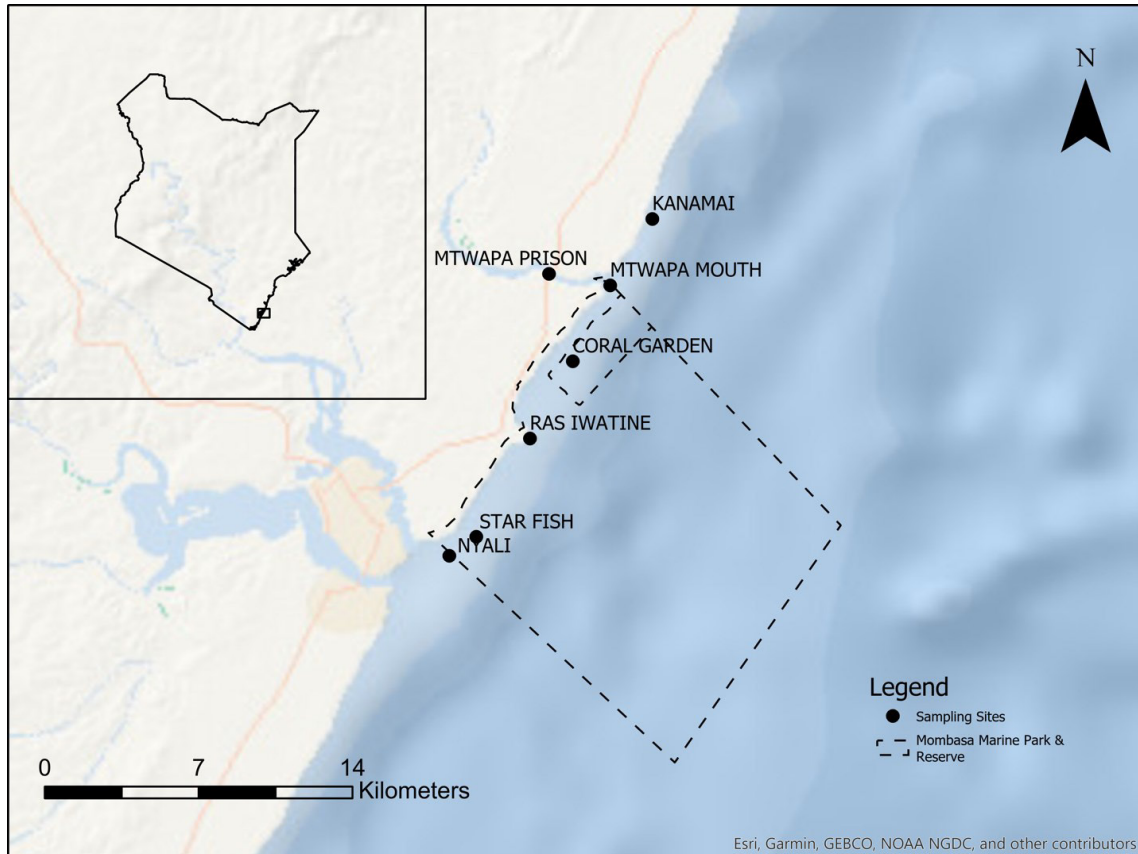 N
KANAMAI
MTWAPA PRISON
MTWAPA MOUTH
CORAL GARDEN
RAS IWATINE
STAR FISH
NYALI
Legend
Sampling Sites
Mombasa Marine Park &
Reserve
0 7 14
Kilometers
Esri, Garmin, GEBCO, NOAA NGDC, and other contributors